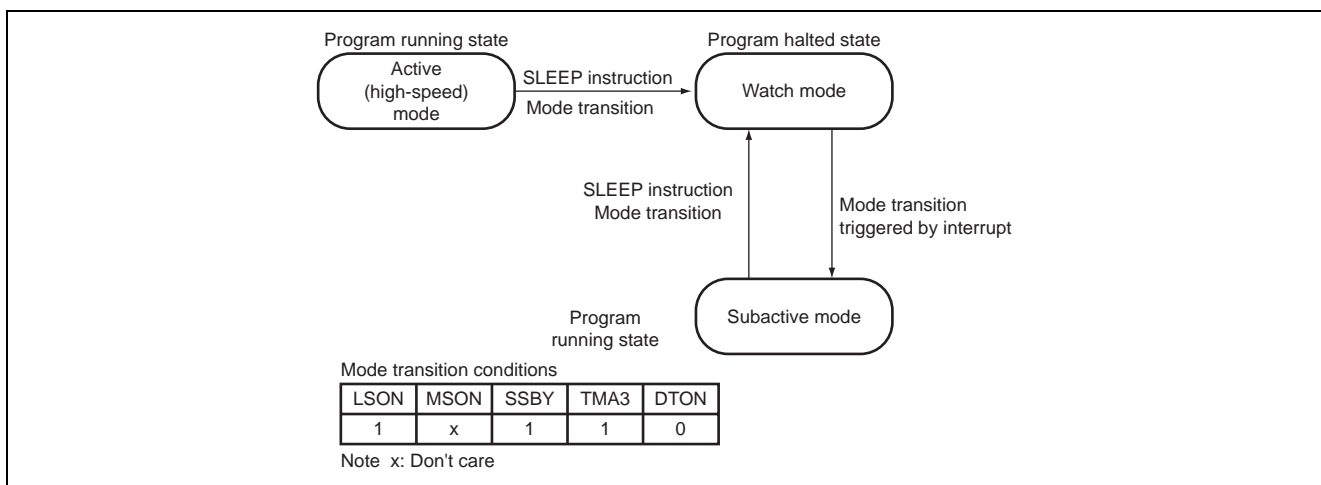 Program running state
Active
(high-speed)
mode
SLEEP instruction
Mode transition
Program halted state
Watch mode
SLEEP instruction
Mode transition
Mode transition
triggered by interrupt
Program
running state
Subactive mode
Mode transition conditions
LSON MSON SSBY TMA3 DTON
1 x 1 1 0
Note x: Don't care